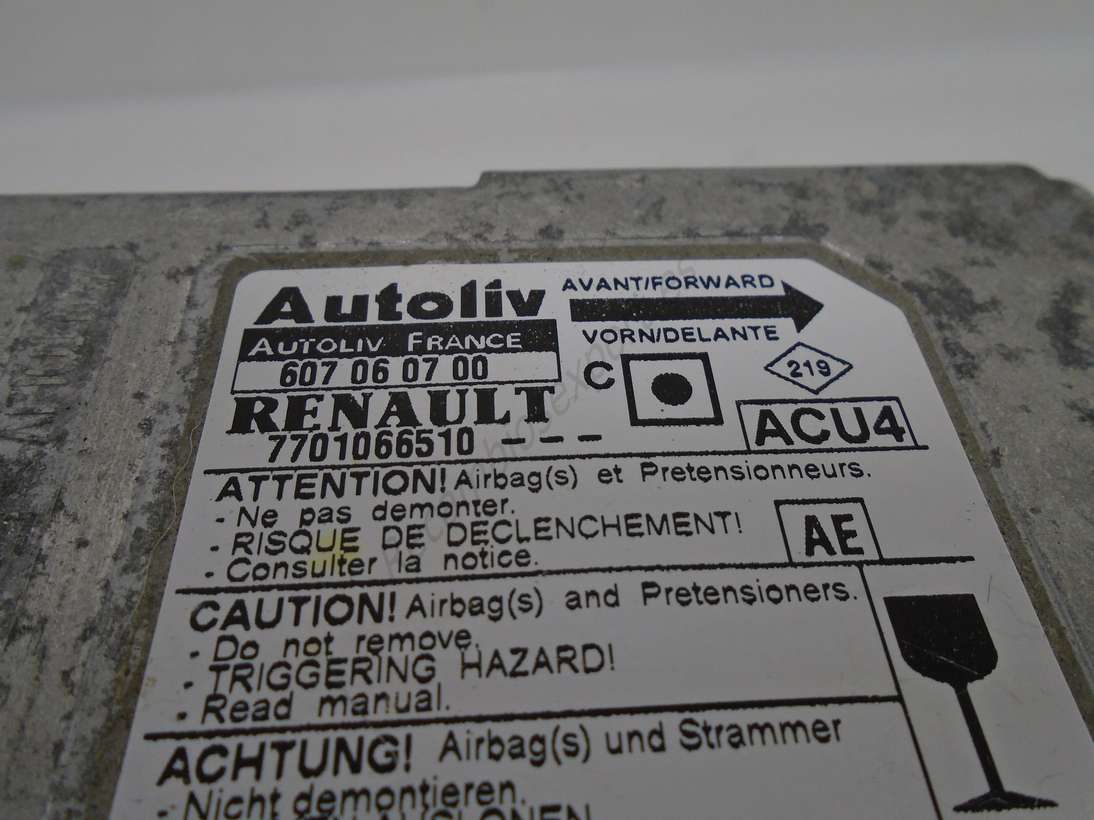 Autoliv
AUTOLIV FRANCE
607 06 07 00
RENAULT
7701066510 ---
AVANT/FORWARD
VORN/DELANTE
C
219
ACU4
ATTENTION! Airbag(s) et Pretensionneurs.
- Ne pas demonter.
- RISQUE DE DECLENCHEMENT!
- Consulter la notice.
AE
CAUTION! Airbag(s) and Pretensioners.
- Do not remove.
- TRIGGERING HAZARD!
- Read manual.
ACHTUNG! Airbag(s) und Strammer
- Nicht demontieren.